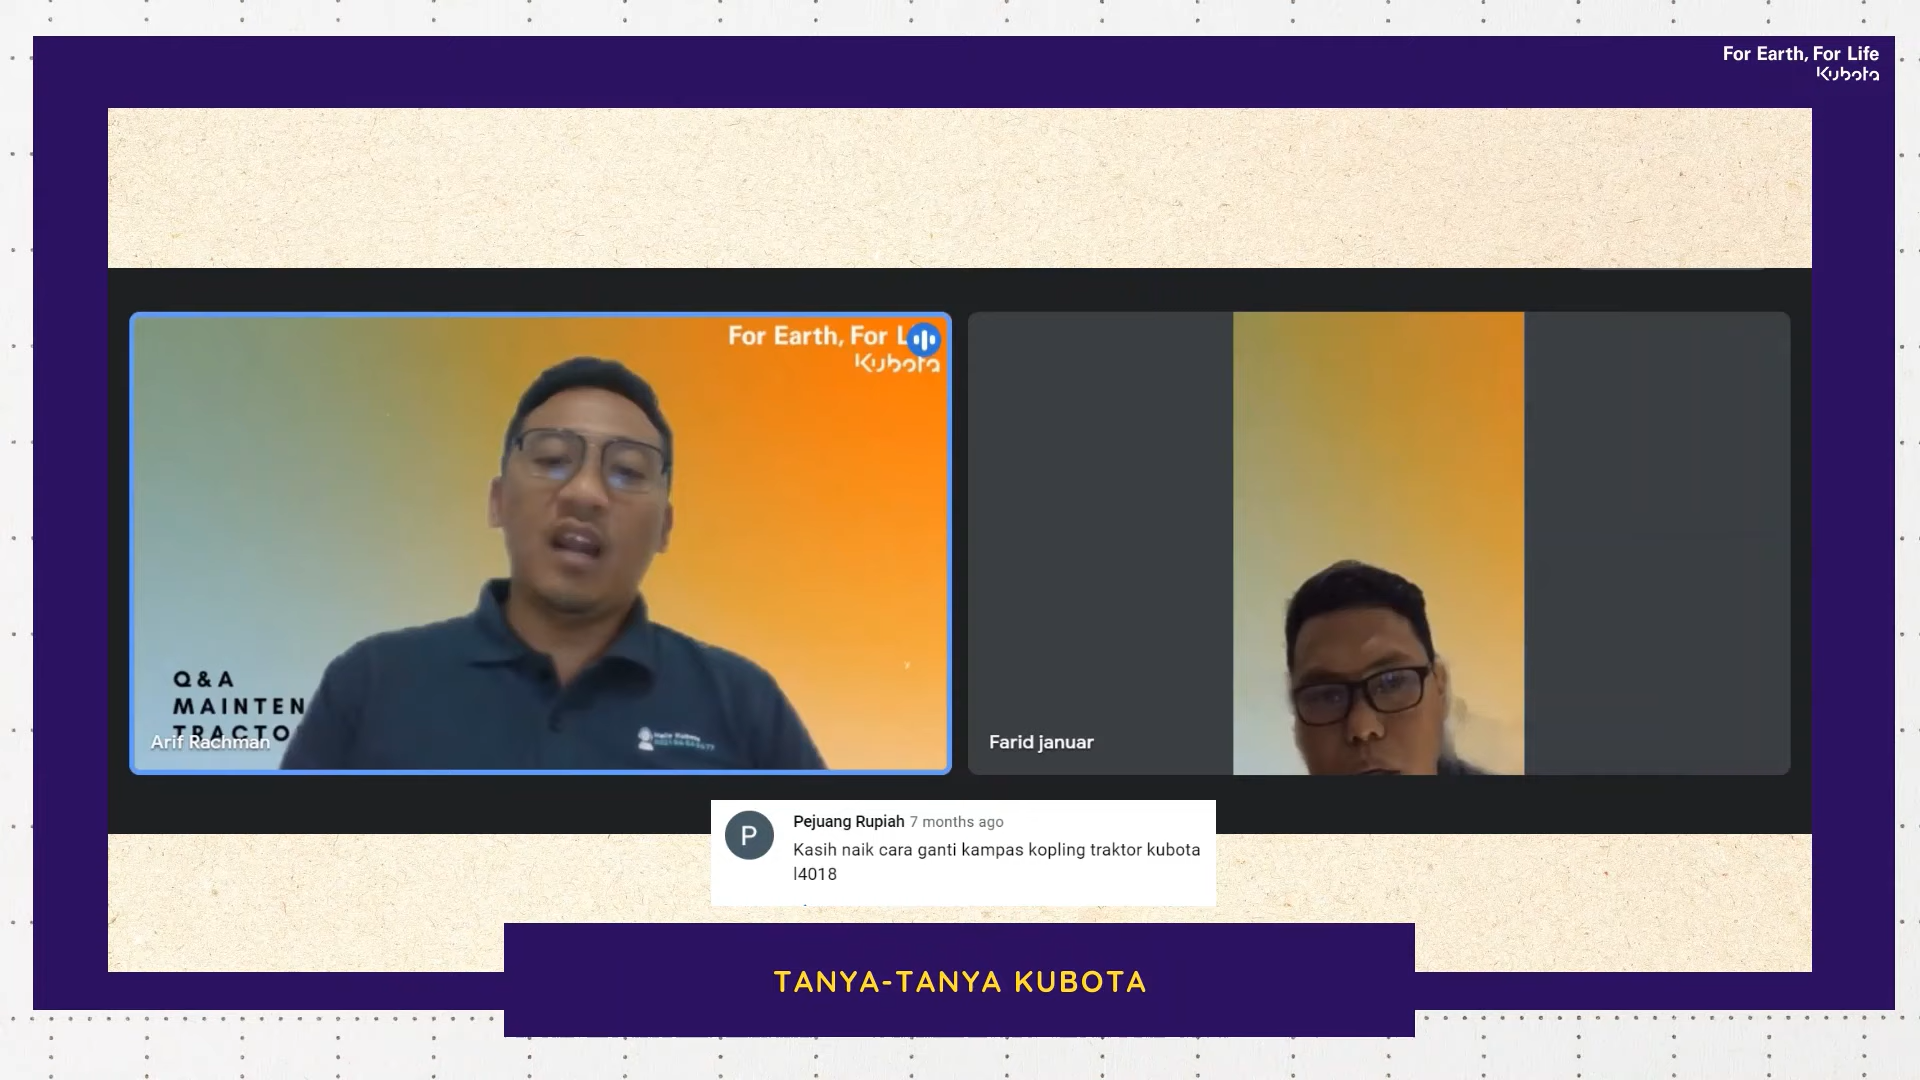 For Earth, For Life
Kubota
For Earth, For L
Kubota
Q & A
MAINTEN
TRACTO
Arif Rachman
Farid januar
Pejuang Rupiah 7 months ago
Kasih naik cara ganti kampas kopling traktor kubota
l4018
TANYA-TANYA KUBOTA